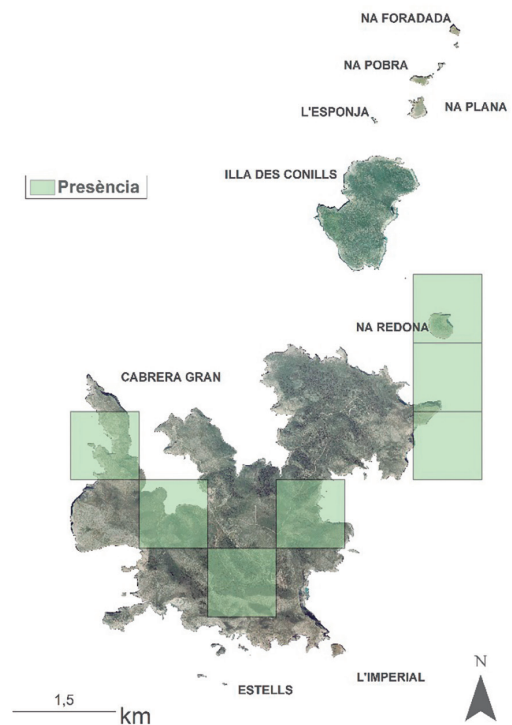 NA FORADADA
NA POBRA
L'ESPONJA
NA PLANA
ILLA DES CONILLS
Presència
NA REDONA
CABRERA GRAN
L'IMPERIAL
ESTELLS
N
1,5
km